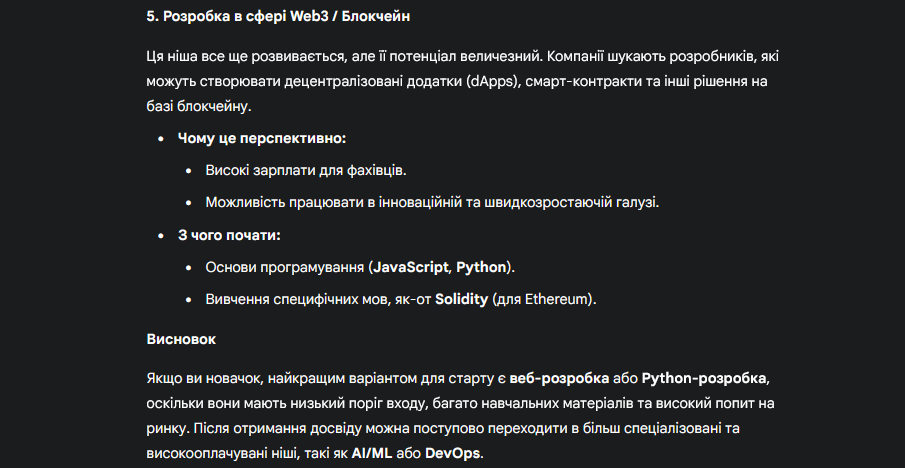 5. Розробка в сфері Web3 / Блокчейн
Ця ніша все ще розвивається, але її потенціал величезний. Компанії шукають розробників, які
можуть створювати децентралізовані додатки (dApps), смарт-контракти та інші рішення на
базі блокчейну.
• Чому це перспективно:
• Високі зарплати для фахівців.
• Можливість працювати в інноваційній та швидкозростаючій галузі.
• З чого почати:
• Основи програмування (JavaScript, Python).
• Вивчення специфічних мов, як-от Solidity (для Ethereum).
Висновок
Якщо ви новачок, найкращим варіантом для старту є веб-розробка або Python-розробка,
оскільки вони мають низький поріг входу, багато навчальних матеріалів та високий попит на
ринку. Після отримання досвіду можна поступово переходити в більш спеціалізовані та
високооплачувані ніші, такі як AI/ML або DevOps.